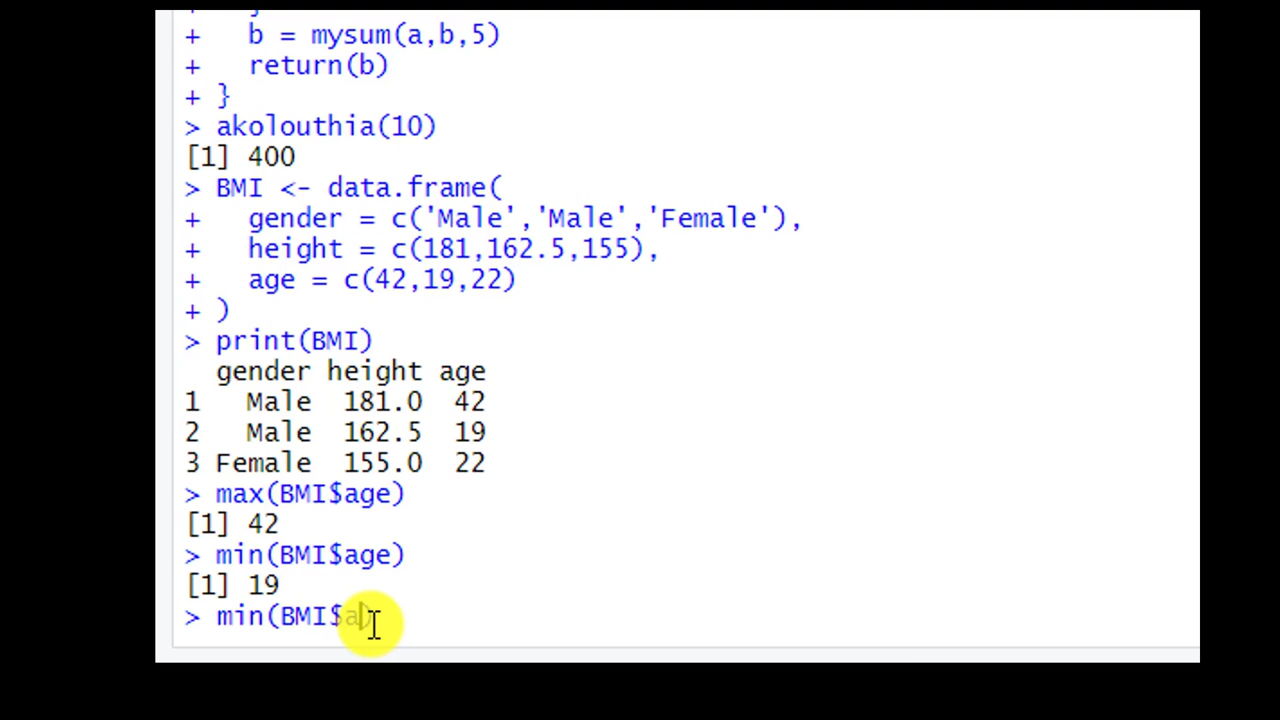 + }
+ b = mysum(a,b,5)
+ return(b)
+ }
> akolouthia(10)
[1] 400
> BMI <- data.frame(
+ gender = c('Male','Male','Female'),
+ height = c(181,162.5,155),
+ age = c(42,19,22)
+ )
> print(BMI)
gender height age
1 Male 181.0 42
2 Male 162.5 19
3 Female 155.0 22
> max(BMI$age)
[1] 42
> min(BMI$age)
[1] 19
> min(BMI$a)